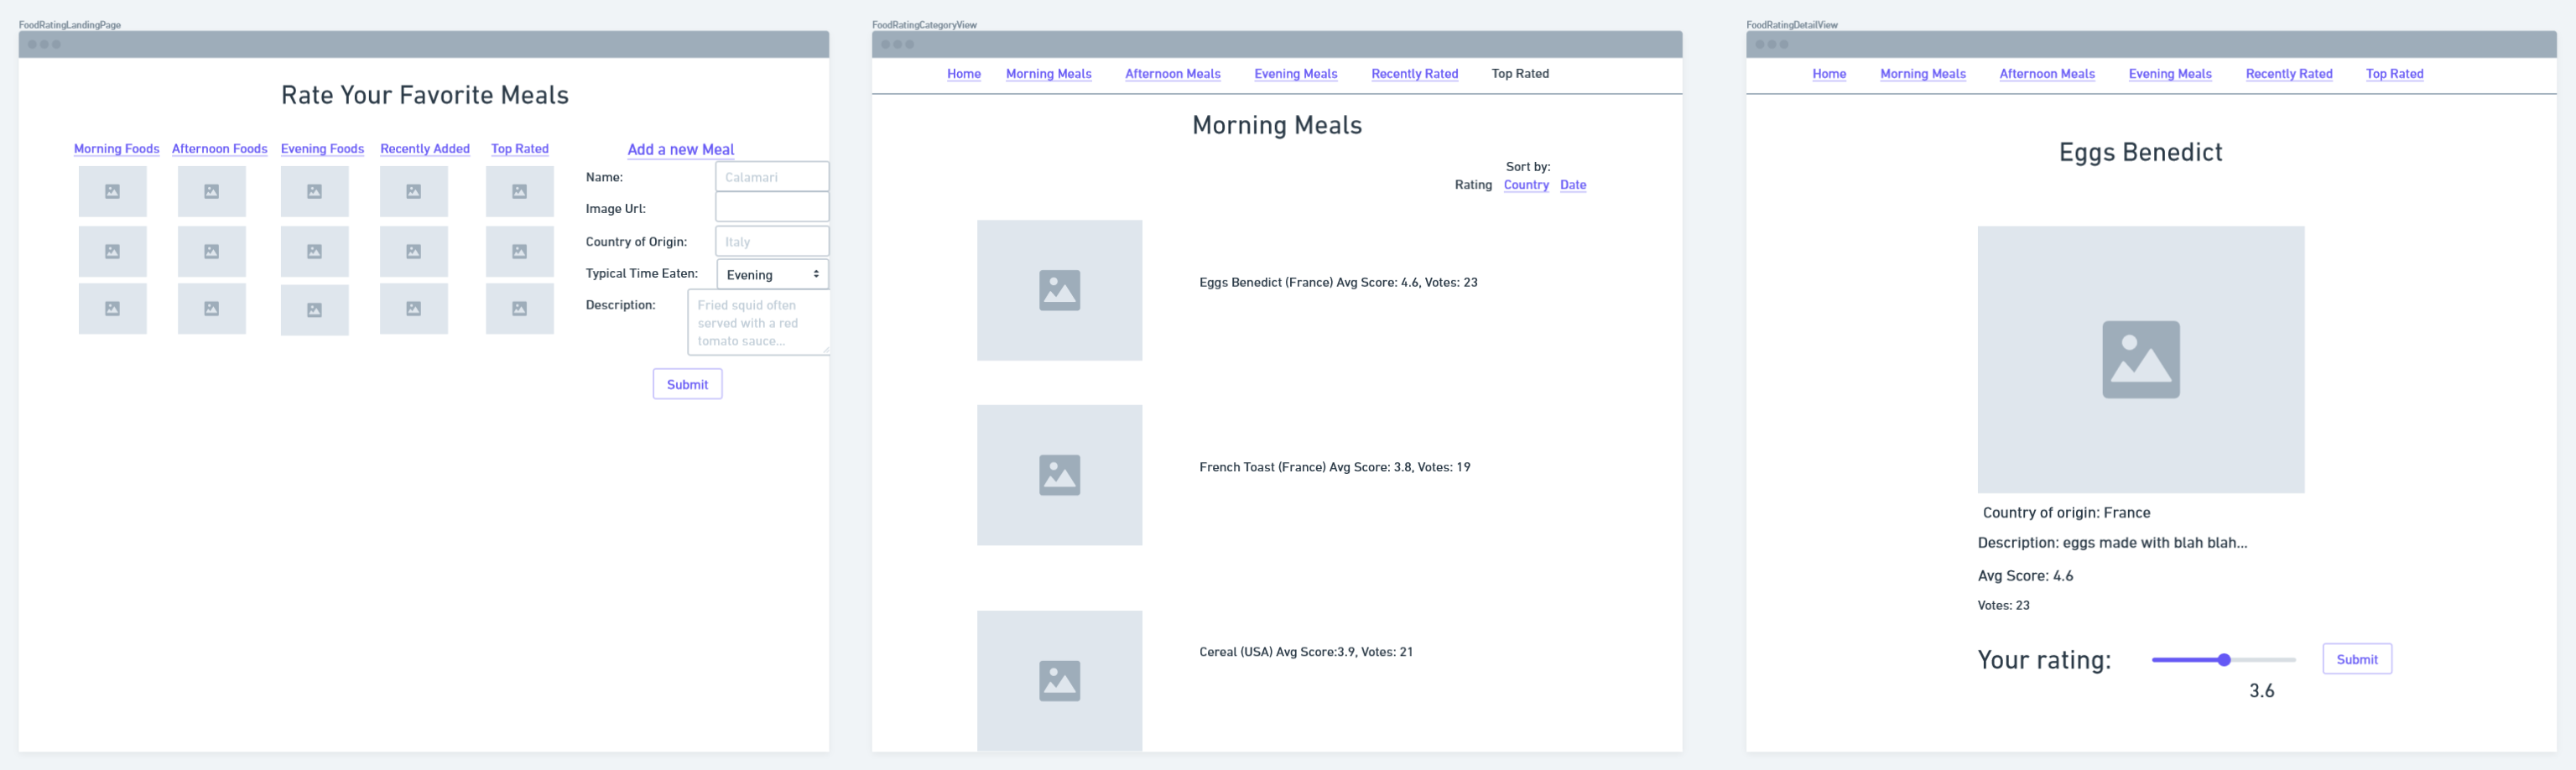 FoodRatingLandingPage
Rate Your Favorite Meals
Morning Foods Afternoon Foods Evening Foods Recently Added Top Rated
Add a new Meal
Name: Calamari
Image Url:
Country of Origin: Italy
Typical Time Eaten: Evening
Description: Fried squid often
served with a red
tomato sauce...
Submit
FoodRatingCategoryView
Home Morning Meals Afternoon Meals Evening Meals Recently Rated Top Rated
Morning Meals
Sort by:
Rating Country Date
Eggs Benedict (France) Avg Score: 4.6, Votes: 23
French Toast (France) Avg Score: 3.8, Votes: 19
Cereal (USA) Avg Score:3.9, Votes: 21
FoodRatingDetailView
Home Morning Meals Afternoon Meals Evening Meals Recently Rated Top Rated
Eggs Benedict
Country of origin: France
Description: eggs made with blah blah...
Avg Score: 4.6
Votes: 23
Your rating: Submit
3.6